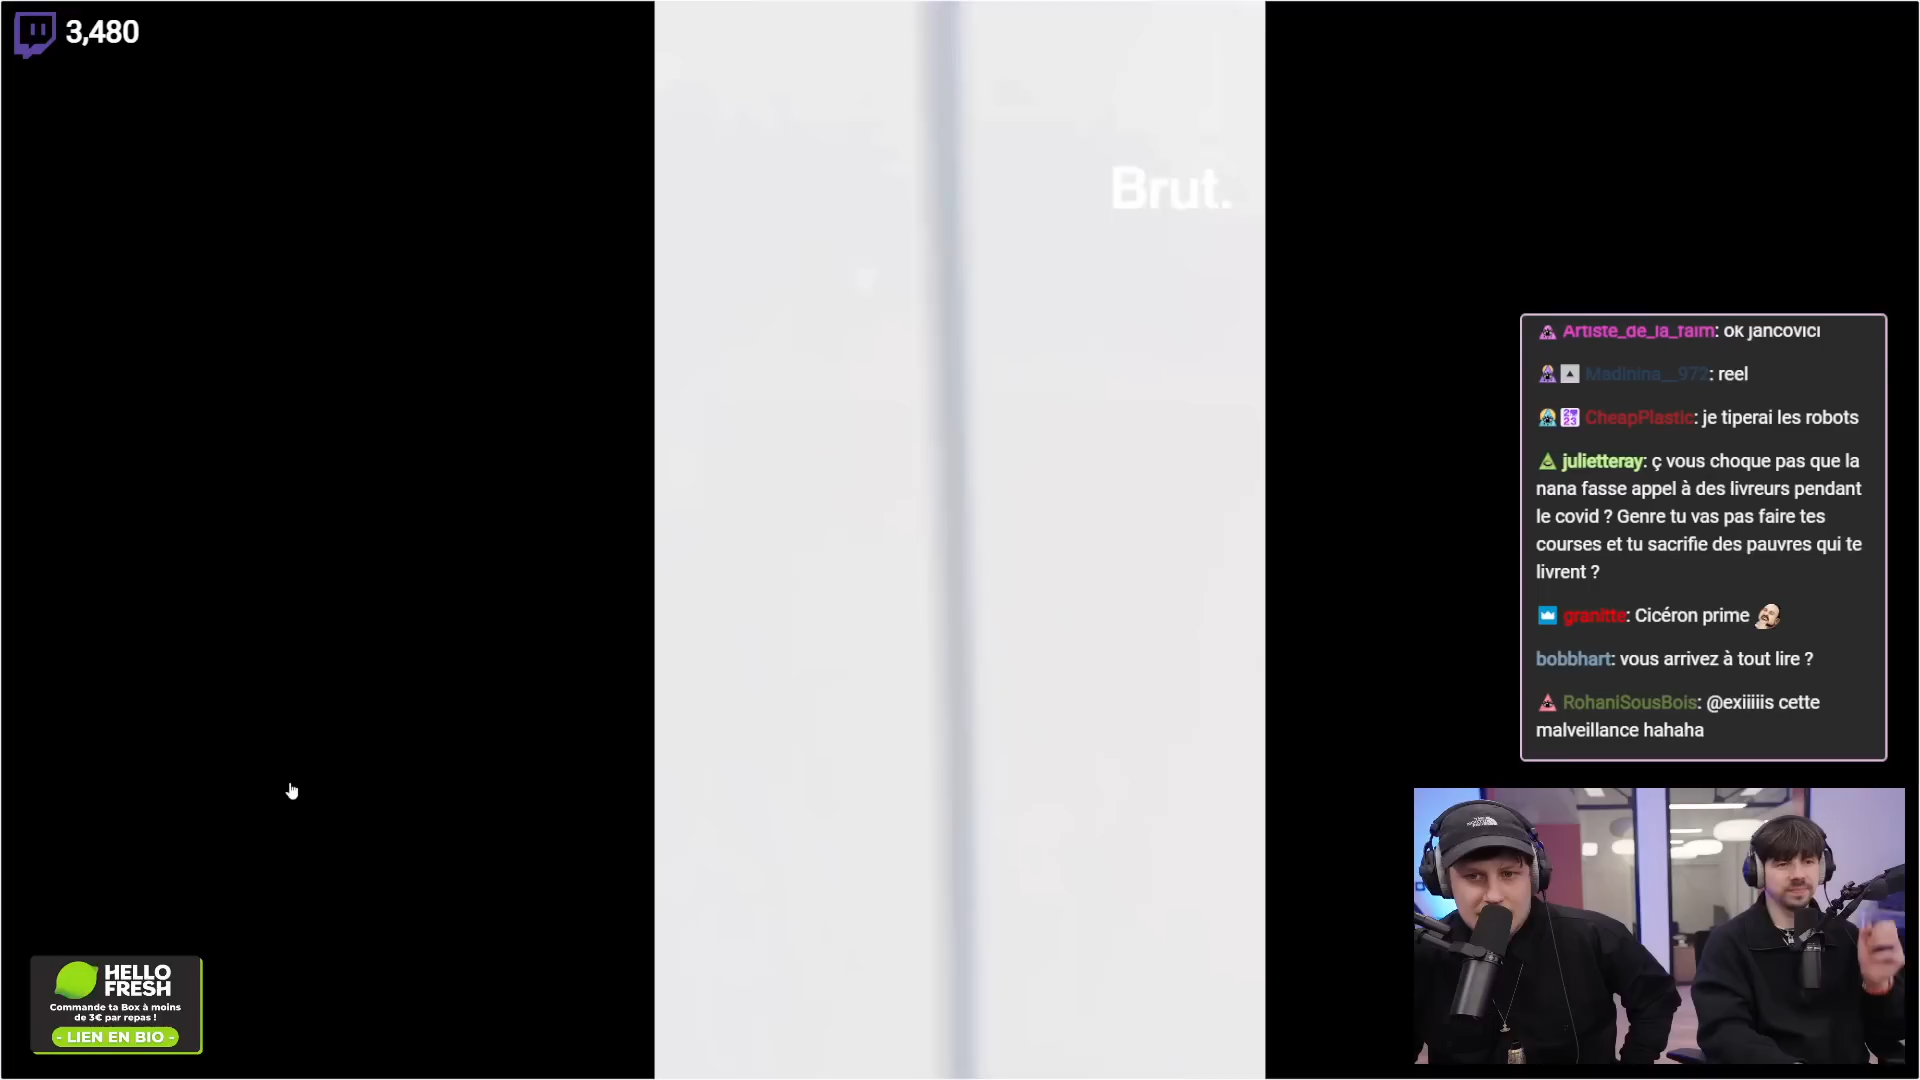 3,480
Brut.
Artiste_de_la_faim: ok jancovici
Madinina__972: reel
CheapPlastic: je tiperai les robots
julietteray: ç vous choque pas que la
nana fasse appel à des livreurs pendant
le covid ? Genre tu vas pas faire tes
courses et tu sacrifie des pauvres qui te
livrent ?
granitte: Cicéron prime
bobbhart: vous arrivez à tout lire ?
RohaniSousBois: @exiiiiis cette
malveillance hahaha
HELLO
FRESH
Commande ta Box à moins
de 3€ par repas !
- LIEN EN BIO -